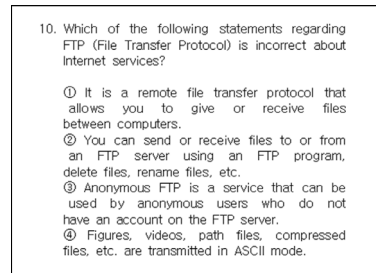 10. Which of the following statements regarding
FTP (File Transfer Protocol) is incorrect about
Internet services?
① It is a remote file transfer protocol that
allows you to give or receive files
between computers.
② You can send or receive files to or from
an FTP server using an FTP program,
delete files, rename files, etc.
③ Anonymous FTP is a service that can be
used by anonymous users who do not
have an account on the FTP server.
④ Figures, videos, path files, compressed
files, etc. are transmitted in ASCII mode.